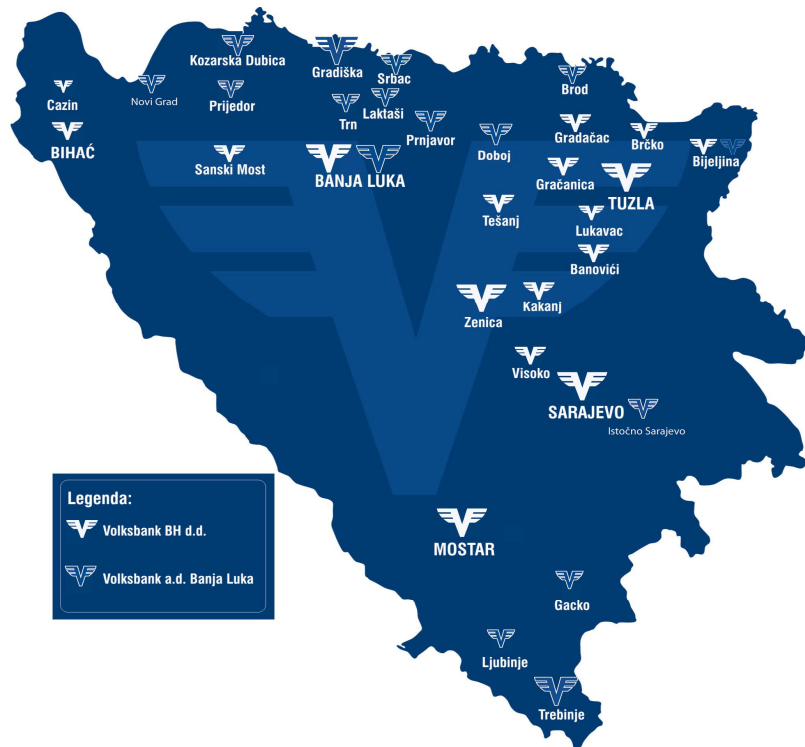 Kozarska Dubica
Gradiška
Srbac
Brod
Cazin
Novi Grad
Prijedor
Trn
Laktaši
Prnjavor
Doboj
Gradačac
Brčko
Bijeljina
BIHAĆ
Sanski Most
BANJA LUKA
Gračanica
TUZLA
Tešanj
Lukavac
Banovići
Zenica
Kakanj
Visoko
SARAJEVO
Istočno Sarajevo
Legenda:
Volksbank BH d.d.
Volksbank a.d. Banja Luka
MOSTAR
Gacko
Ljubinje
Trebinje